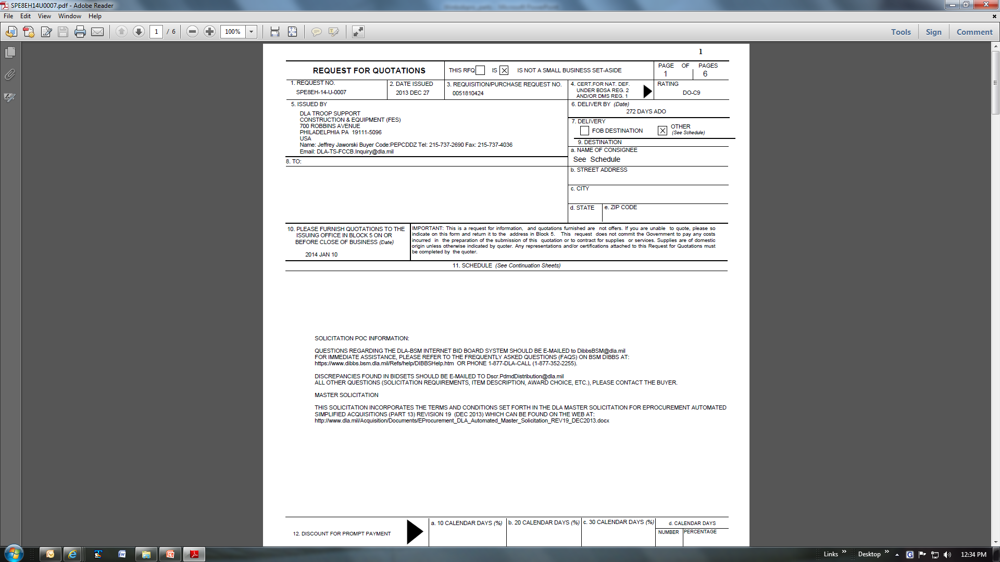 SPE8EH14U0007.pdf - Adobe Reader
File Edit View Window Help
1 / 6 100% Tools Sign Comment
1
REQUEST FOR QUOTATIONS
THIS RFQ IS IS NOT A SMALL BUSINESS SET-ASIDE
PAGE OF PAGES
1 6
1. REQUEST NO.
SPE8EH-14-U-0007
2. DATE ISSUED
2013 DEC 27
3. REQUISITION/PURCHASE REQUEST NO.
0051810424
4. CERT.FOR NAT. DEF.
UNDER BDSA REG. 2
AND/OR DMS REG. 1
RATING
DO-C9
5. ISSUED BY
DLA TROOP SUPPORT
CONSTRUCTION & EQUIPMENT (FES)
700 ROBBINS AVENUE
PHILADELPHIA PA 19111-5096
USA
Name: Jeffrey Jaworski Buyer Code:PEPCDDZ Tel: 215-737-2690 Fax: 215-737-4036
Email: DLA-TS-FCCB.Inquiry@dla.mil
6. DELIVER BY (Date)
272 DAYS ADO
7. DELIVERY
FOB DESTINATION
OTHER
(See Schedule)
8. TO:
9. DESTINATION
a. NAME OF CONSIGNEE
See Schedule
b. STREET ADDRESS
c. CITY
d. STATE
e. ZIP CODE
10. PLEASE FURNISH QUOTATIONS TO THE
ISSUING OFFICE IN BLOCK 5 ON OR
BEFORE CLOSE OF BUSINESS (Date)
2014 JAN 10
IMPORTANT: This is a request for information, and quotations furnished are not offers. If you are unable to quote, please so
indicate on this form and return it to the address in Block 5. This request does not commit the Government to pay any costs
incurred in the preparation of the submission of this quotation or to contract for supplies or services. Supplies are of domestic
origin unless otherwise indicated by quoter. Any representations and/or certifications attached to this Request for Quotations must
be completed by the quoter.
11. SCHEDULE (See Continuation Sheets)
SOLICITATION POC INFORMATION:
QUESTIONS REGARDING THE DLA-BSM INTERNET BID BOARD SYSTEM SHOULD BE E-MAILED to DibbsBSM@dla.mil
FOR IMMEDIATE ASSISTANCE, PLEASE REFER TO THE FREQUENTLY ASKED QUESTIONS (FAQS) ON BSM DIBBS AT:
https://www.dibbs.bsm.dla.mil/Refs/help/DIBBSHelp.htm OR PHONE 1-877-DLA-CALL (1-877-352-2255).
DISCREPANCIES FOUND IN BIDSETS SHOULD BE E-MAILED TO Dscr.PdmdDistribution@dla.mil
ALL OTHER QUESTIONS (SOLICITATION REQUIREMENTS, ITEM DESCRIPTION, AWARD CHOICE, ETC.), PLEASE CONTACT THE BUYER.
MASTER SOLICITATION
THIS SOLICITATION INCORPORATES THE TERMS AND CONDITIONS SET FORTH IN THE DLA MASTER SOLICITATION FOR EPROCUREMENT AUTOMATED
SIMPLIFIED ACQUISITIONS (PART 13) REVISION 19 (DEC 2013) WHICH CAN BE FOUND ON THE WEB AT:
http://www.dla.mil/Acquisition/Documents/EProcurement_DLA_Automated_Master_Solicitation_REV19_DEC2013.docx
12. DISCOUNT FOR PROMPT PAYMENT
a. 10 CALENDAR DAYS (%)
b. 20 CALENDAR DAYS (%)
c. 30 CALENDAR DAYS (%)
d. CALENDAR DAYS
NUMBER PERCENTAGE
Links » Desktop » 12:34 PM